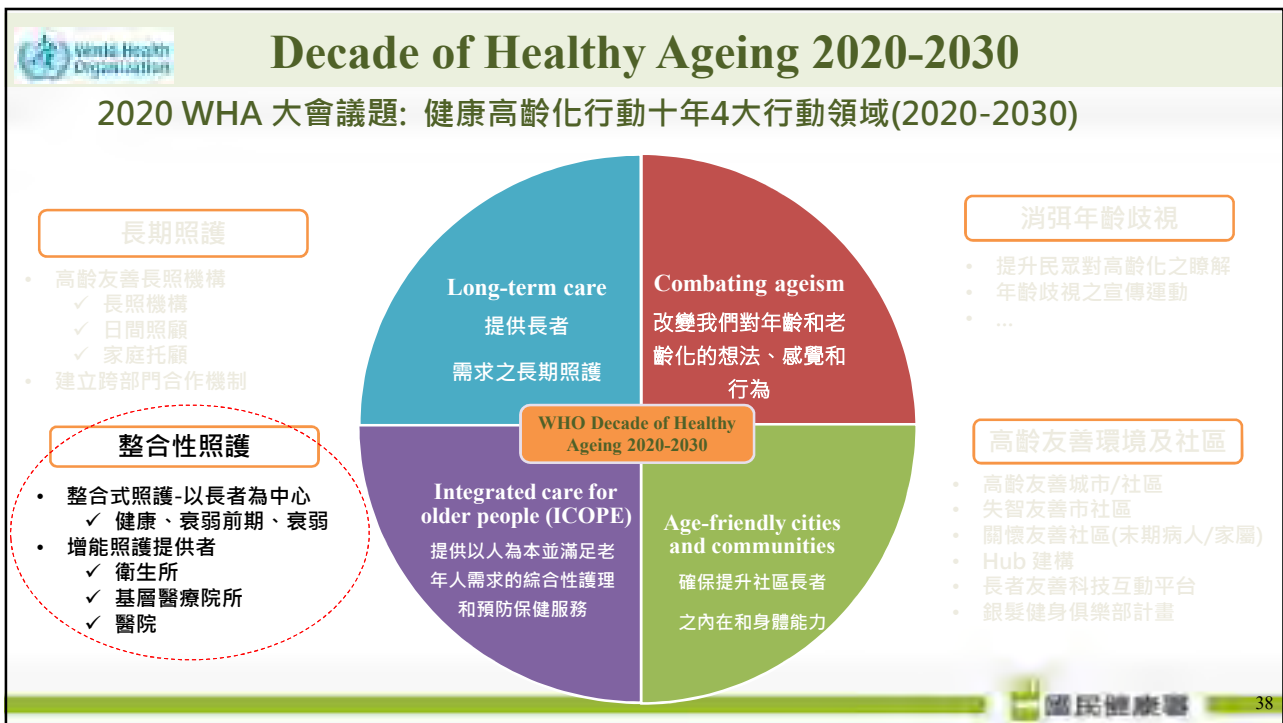 World Health
Organization
Decade of Healthy Ageing 2020-2030
2020 WHA 大會議題: 健康高齡化行動十年4大行動領域(2020-2030)
長期照護
• 高齡友善長照機構
✓ 長照機構
✓ 日間照顧
✓ 家庭托顧
• 建立跨部門合作機制
整合性照護
• 整合式照護-以長者為中心
✓ 健康、衰弱前期、衰弱
• 增能照護提供者
✓ 衛生所
✓ 基層醫療院所
✓ 醫院
Long-term care
提供長者
需求之長期照護
Combating ageism
改變我們對年齡和老
齡化的想法、感覺和
行為
WHO Decade of Healthy
Ageing 2020-2030
Integrated care for
older people (ICOPE)
提供以人為本並滿足老
年人需求的綜合性護理
和預防保健服務
Age-friendly cities
and communities
確保提升社區長者
之內在和身體能力
消弭年齡歧視
• 提升民眾對高齡化之瞭解
• 年齡歧視之宣傳運動
• ...
高齡友善環境及社區
• 高齡友善城市/社區
• 失智友善市社區
• 關懷友善社區(末期病人/家屬)
• Hub 建構
• 長者友善科技互動平台
• 銀髮健身俱樂部計畫
國民健康署
38